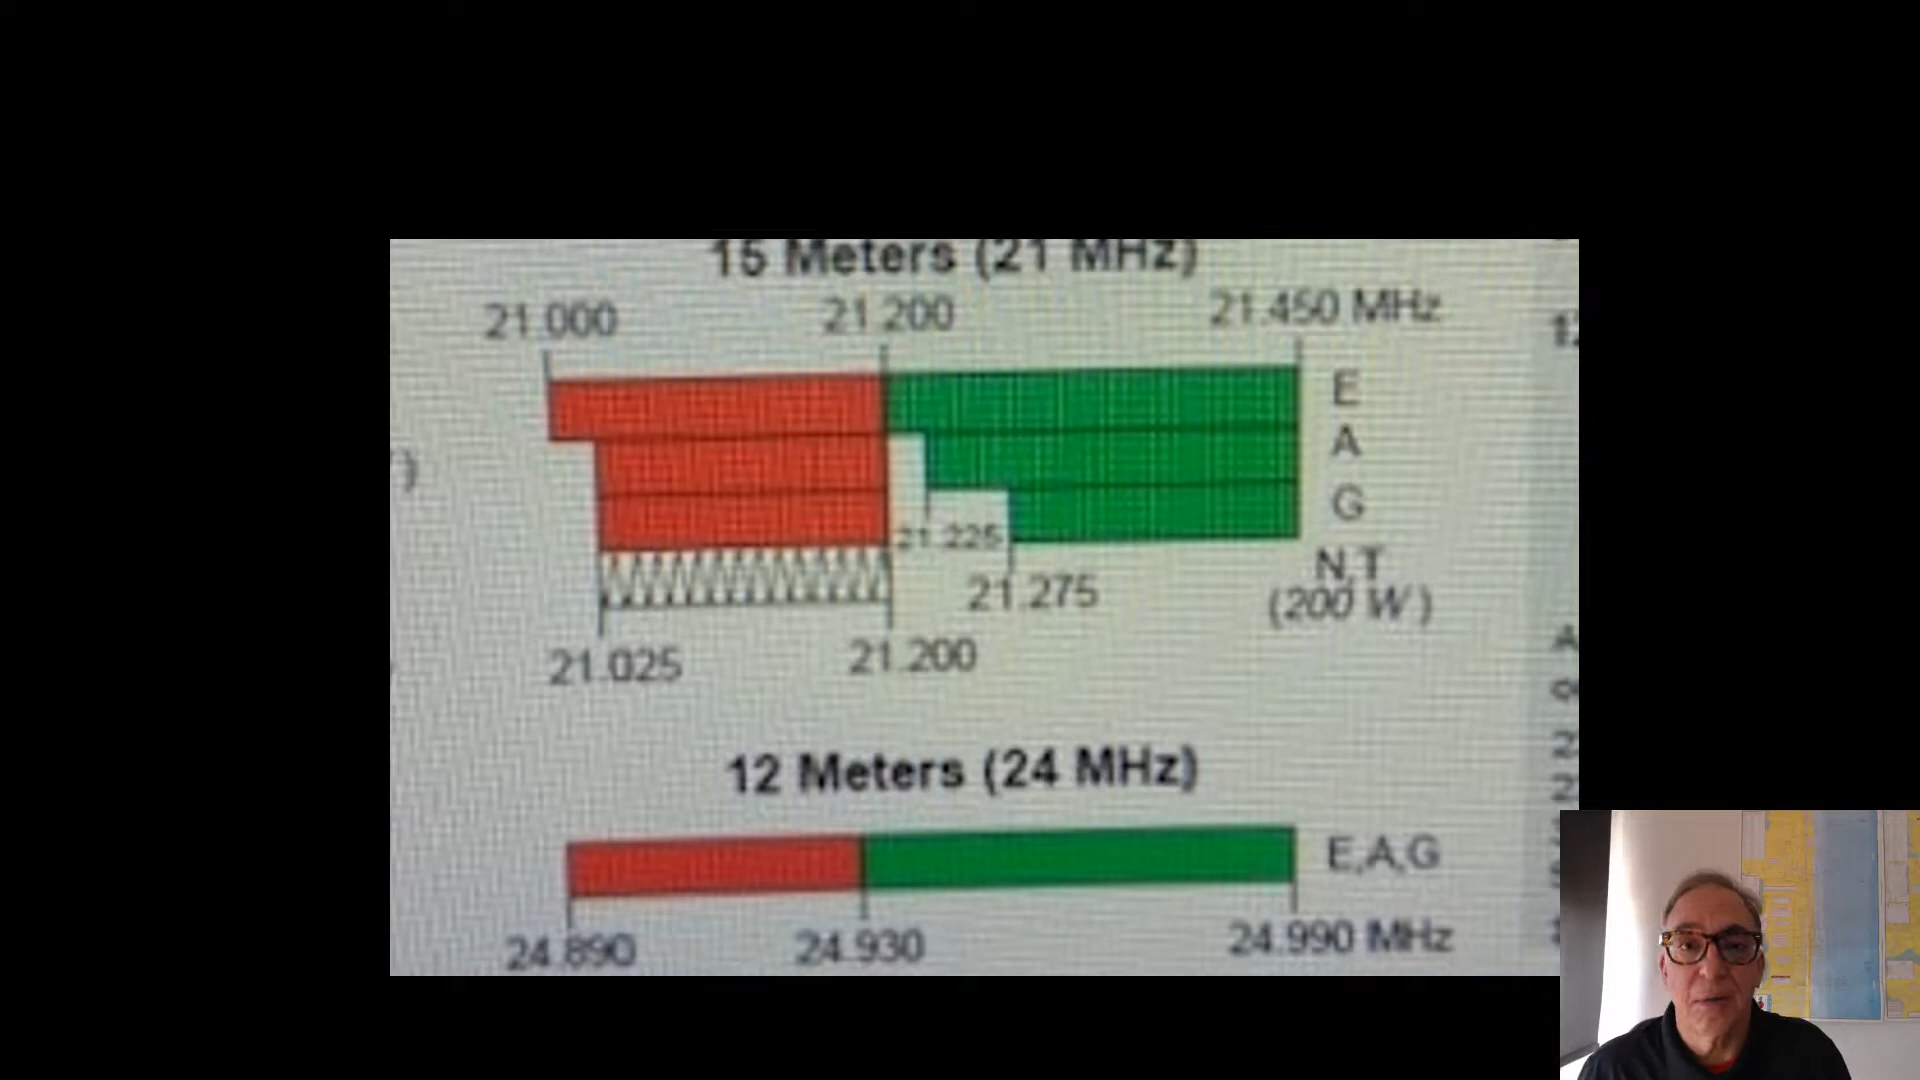 15 Meters (21 MHz)
21.000 21.200 21.450 MHz
E
A
G
21.225
N,T
21.275
(200 W)
21.025 21.200
12 Meters (24 MHz)
E,A,G
24.890 24.930 24.990 MHz